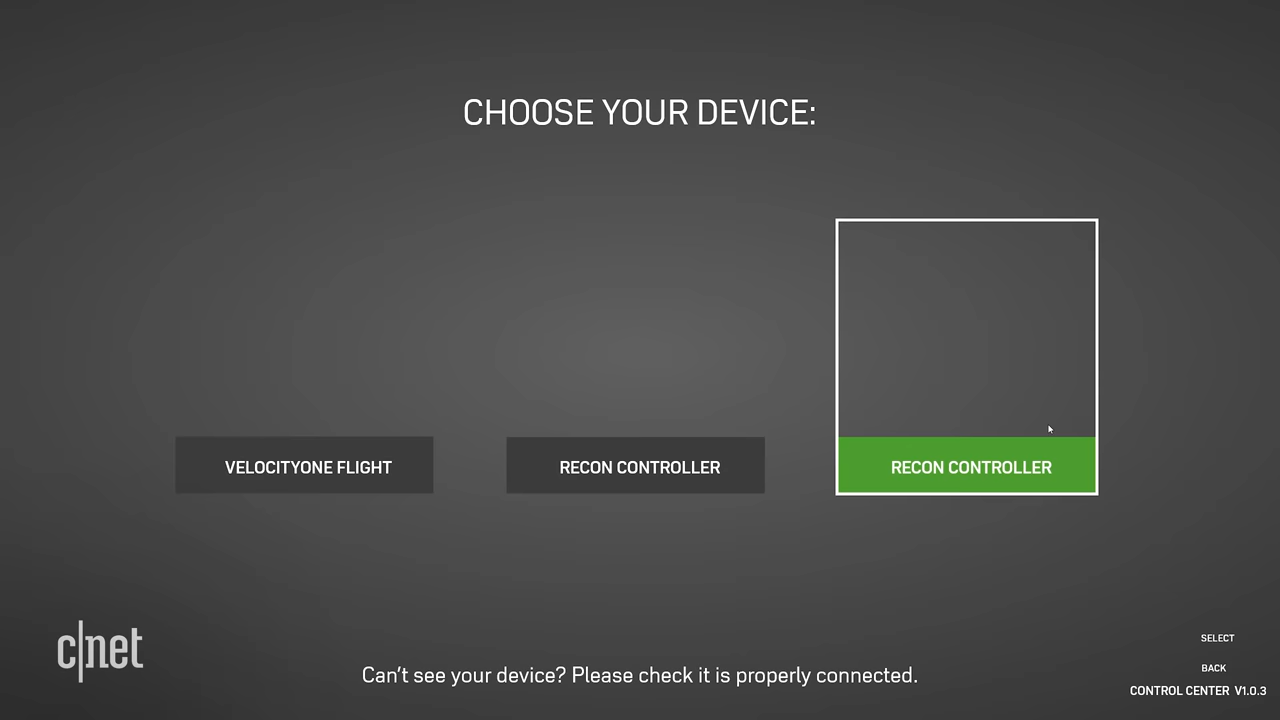 CHOOSE YOUR DEVICE:
VELOCITYONE FLIGHT
RECON CONTROLLER
RECON CONTROLLER
c|net
Can't see your device? Please check it is properly connected.
SELECT
BACK
CONTROL CENTER V1.0.3